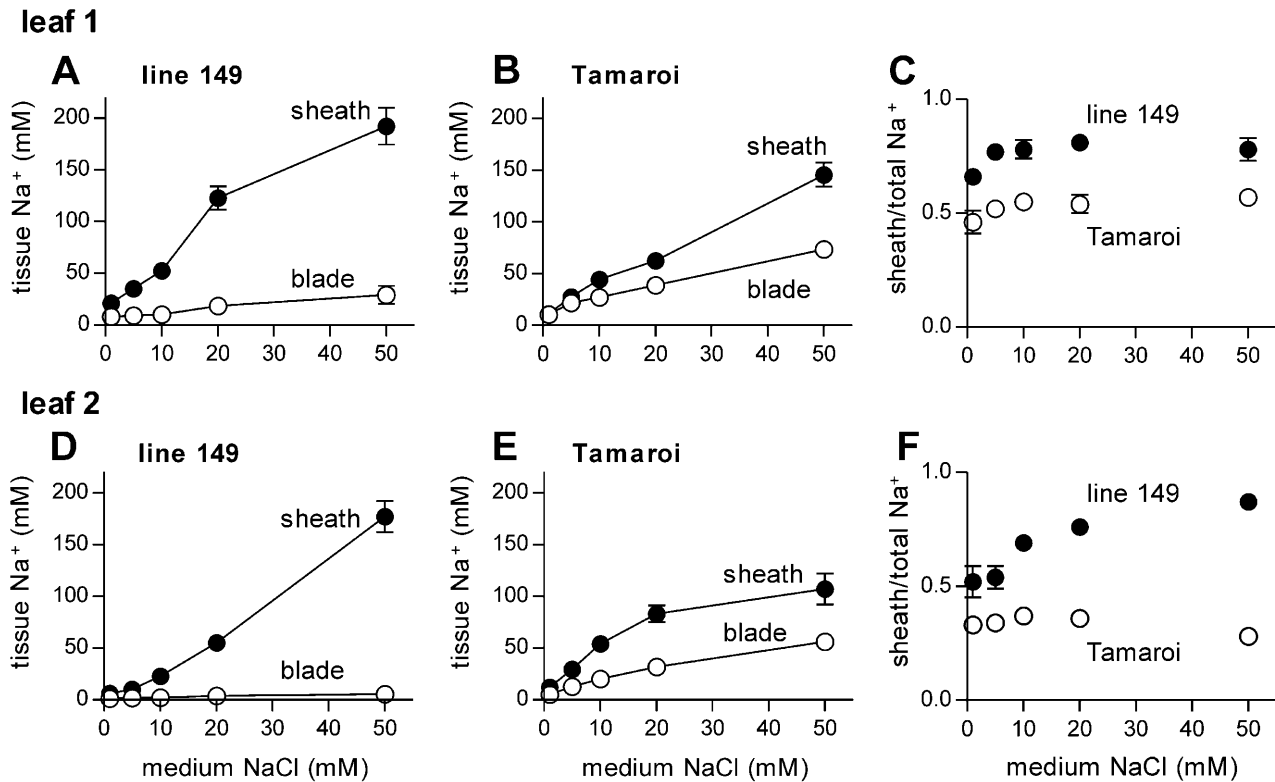 leaf 1
A line 149
B Tamaroi
C
tissue Na⁺ (mM)
200
150
100
50
0
sheath
blade
0 10 20 30 40 50
tissue Na⁺ (mM)
200
150
100
50
0
sheath
blade
0 10 20 30 40 50
sheath/total Na⁺
1.0
0.5
0.0
line 149
Tamaroi
0 10 20 30 40 50
leaf 2
D line 149
E Tamaroi
F
tissue Na⁺ (mM)
200
150
100
50
0
sheath
blade
0 10 20 30 40 50
medium NaCl (mM)
tissue Na⁺ (mM)
200
150
100
50
0
sheath
blade
0 10 20 30 40 50
medium NaCl (mM)
sheath/total Na⁺
1.0
0.5
0.0
line 149
Tamaroi
0 10 20 30 40 50
medium NaCl (mM)